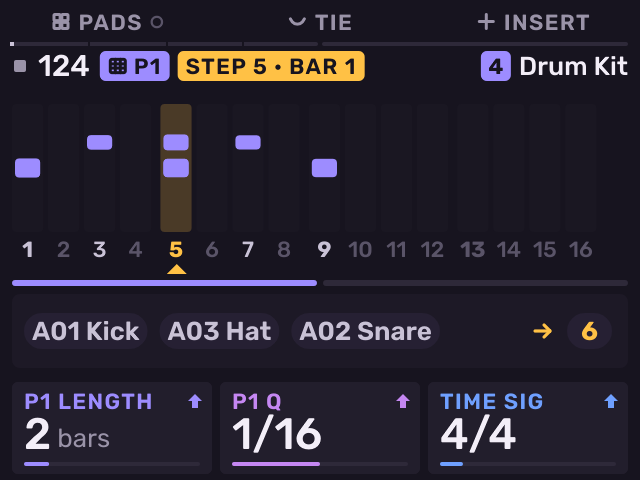 PADS TIE INSERT
124 P1 STEP 5 • BAR 1 4 Drum Kit
1 2 3 4 5 6 7 8 9 10 11 12 13 14 15 16
A01 Kick A03 Hat A02 Snare → 6
P1 LENGTH P1 Q TIME SIG
2 bars 1/16 4/4